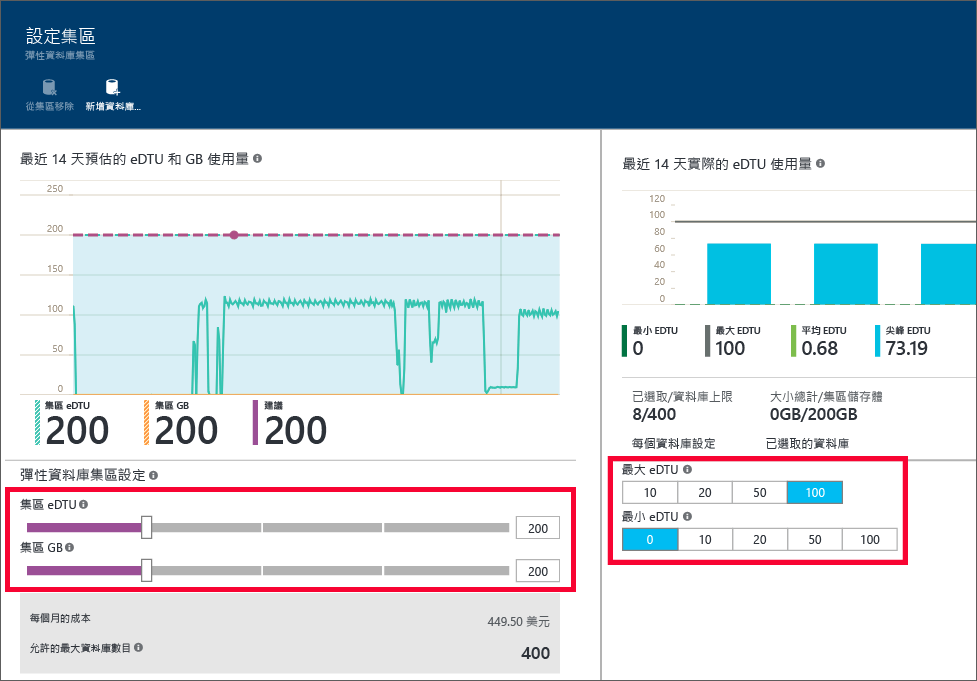 設定集區
彈性資料庫集區
從集區移除
新增資料庫...
最近 14 天預估的 eDTU 和 GB 使用量
250
200
150
100
50
0
集區 eDTU
200
集區 GB
200
建議
200
彈性資料庫集區設定
集區 eDTU
200
集區 GB
200
每個月的成本
449.50 美元
允許的最大資料庫數目
400
最近 14 天實際的 eDTU 使用量
120
100
80
60
40
20
0
最小 EDTU
0
最大 EDTU
100
平均 EDTU
0.68
尖峰 EDTU
73.19
已選取/資料庫上限
8/400
大小總計/集區儲存體
0GB/200GB
每個資料庫設定
已選取的資料庫
最大 eDTU
10 20 50 100
最小 eDTU
0 10 20 50 100